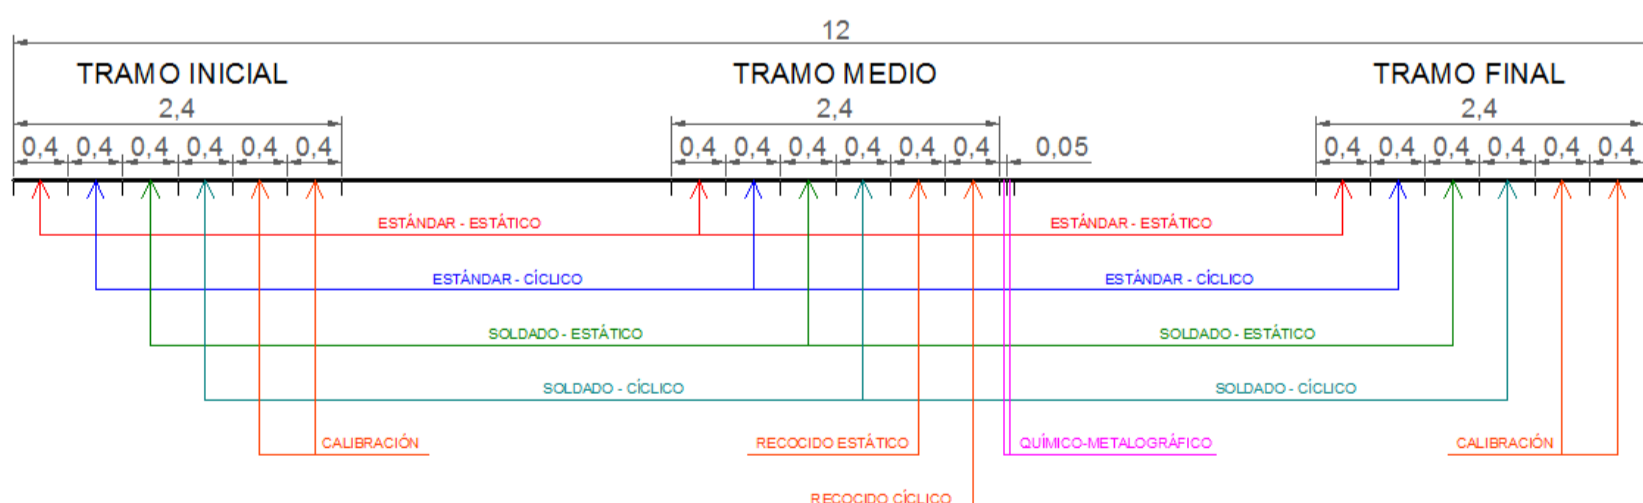 12
TRAMO INICIAL
TRAMO MEDIO
TRAMO FINAL
2,4
2,4
2,4
0,4 0,4 0,4 0,4 0,4 0,4
0,4 0,4 0,4 0,4 0,4 0,4
0,05
0,4 0,4 0,4 0,4 0,4 0,4
ESTÁNDAR - ESTÁTICO
ESTÁNDAR - ESTÁTICO
ESTÁNDAR - CÍCLICO
ESTÁNDAR - CÍCLICO
SOLDADO - ESTÁTICO
SOLDADO - ESTÁTICO
SOLDADO - CÍCLICO
SOLDADO - CÍCLICO
CALIBRACIÓN
RECOCIDO ESTÁTICO
QUÍMICO-METALOGRÁFICO
CALIBRACIÓN
RECOCIDO CÍCLICO